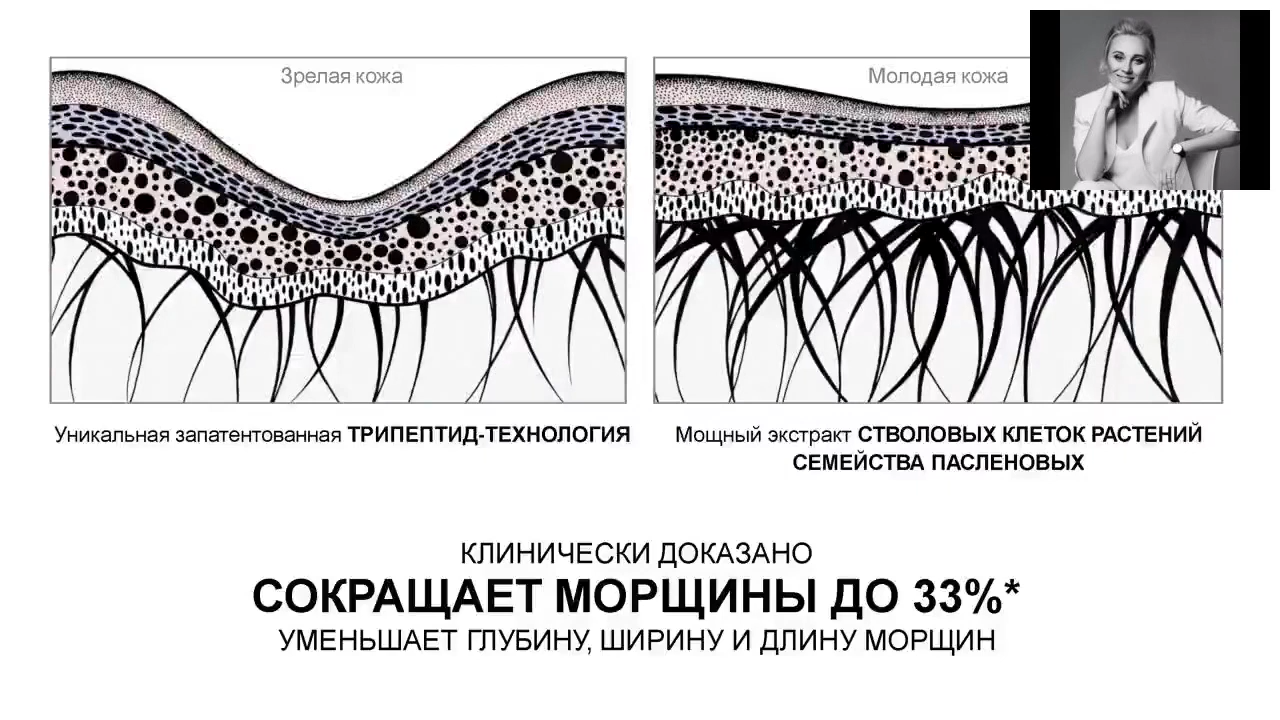 Зрелая кожа
Молодая кожа
Уникальная запатентованная ТРИПЕПТИД-ТЕХНОЛОГИЯ
Мощный экстракт СТВОЛОВЫХ КЛЕТОК РАСТЕНИЙ
СЕМЕЙСТВА ПАСЛЕНОВЫХ
КЛИНИЧЕСКИ ДОКАЗАНО
СОКРАЩАЕТ МОРЩИНЫ ДО 33%*
УМЕНЬШАЕТ ГЛУБИНУ, ШИРИНУ И ДЛИНУ МОРЩИН